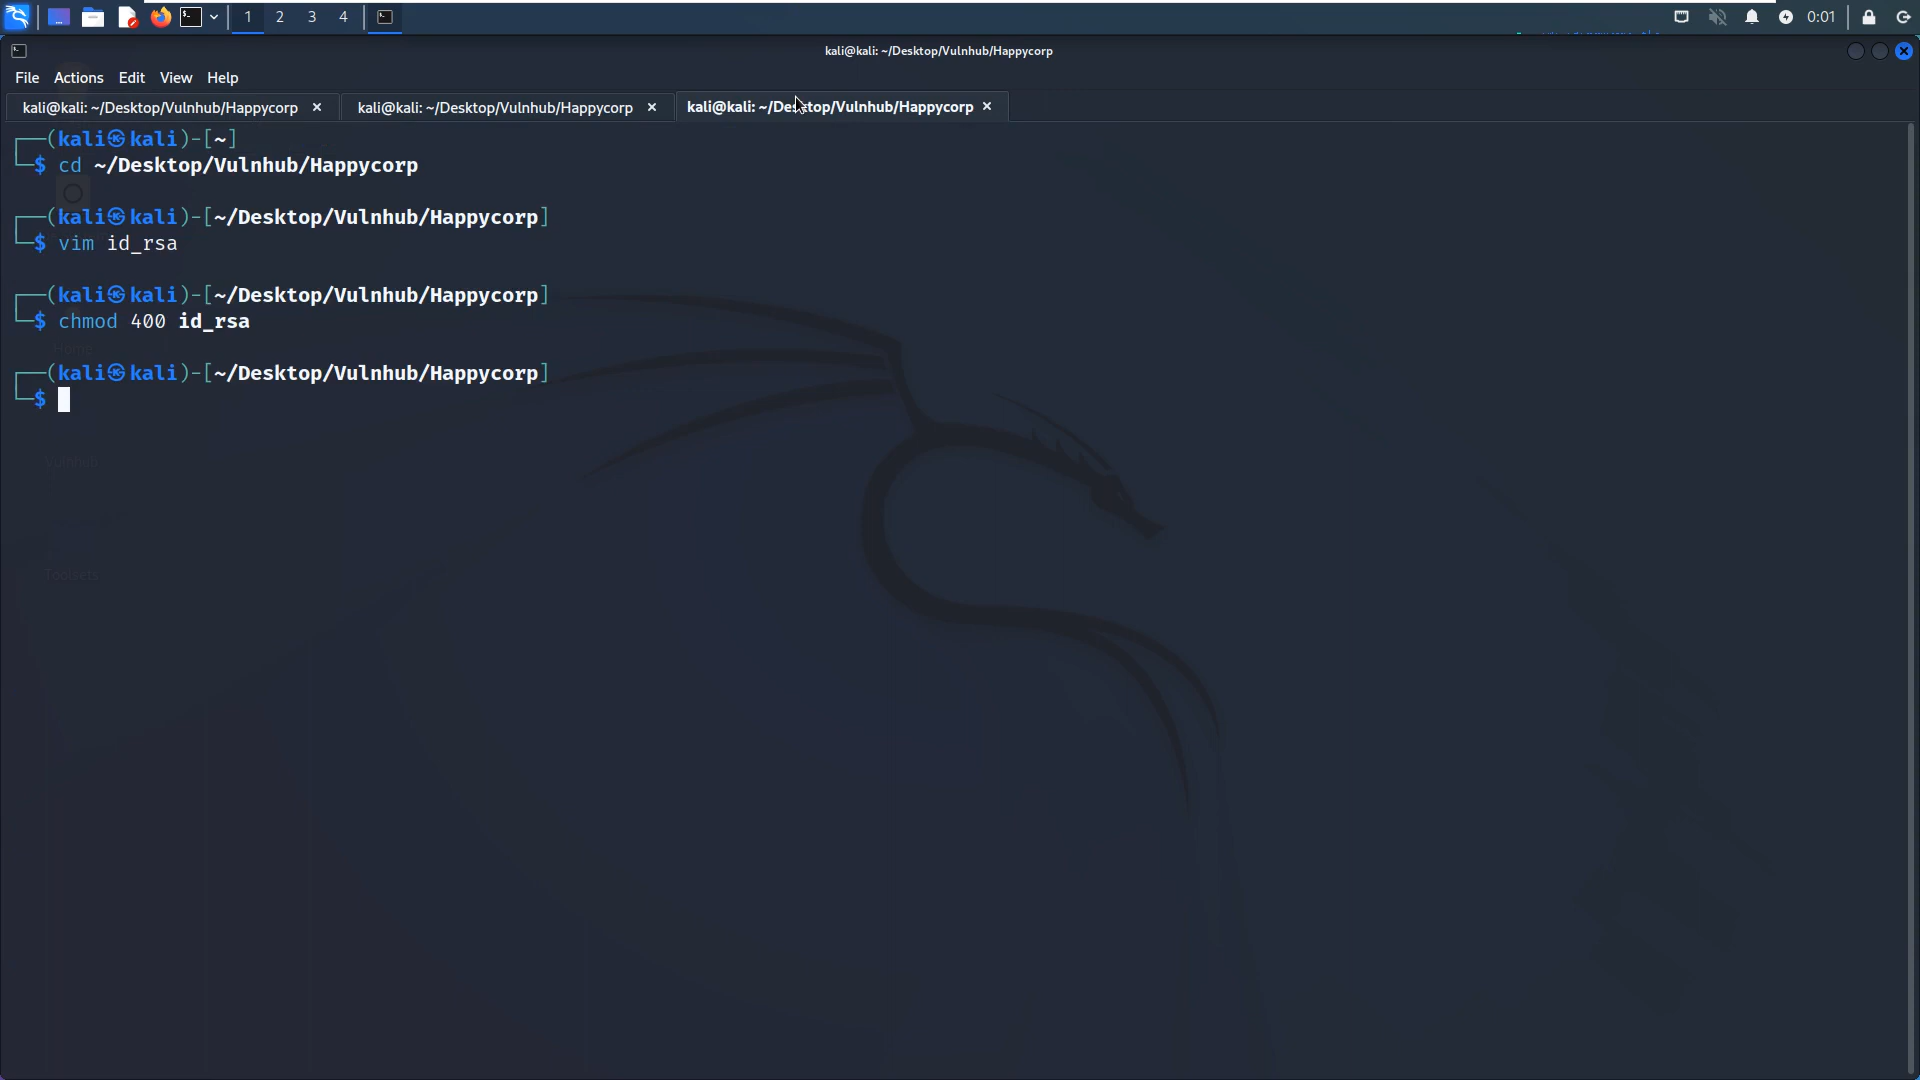 1 2 3 4 0:01
kali@kali: ~/Desktop/Vulnhub/Happycorp
File Actions Edit View Help
kali@kali: ~/Desktop/Vulnhub/Happycorp × kali@kali: ~/Desktop/Vulnhub/Happycorp × kali@kali: ~/Desktop/Vulnhub/Happycorp ×
┌──(kali㉿kali)-[~]
└─$ cd ~/Desktop/Vulnhub/Happycorp
┌──(kali㉿kali)-[~/Desktop/Vulnhub/Happycorp]
└─$ vim id_rsa
┌──(kali㉿kali)-[~/Desktop/Vulnhub/Happycorp]
└─$ chmod 400 id_rsa
Home
┌──(kali㉿kali)-[~/Desktop/Vulnhub/Happycorp]
└─$
Vulnhub
Toolsets